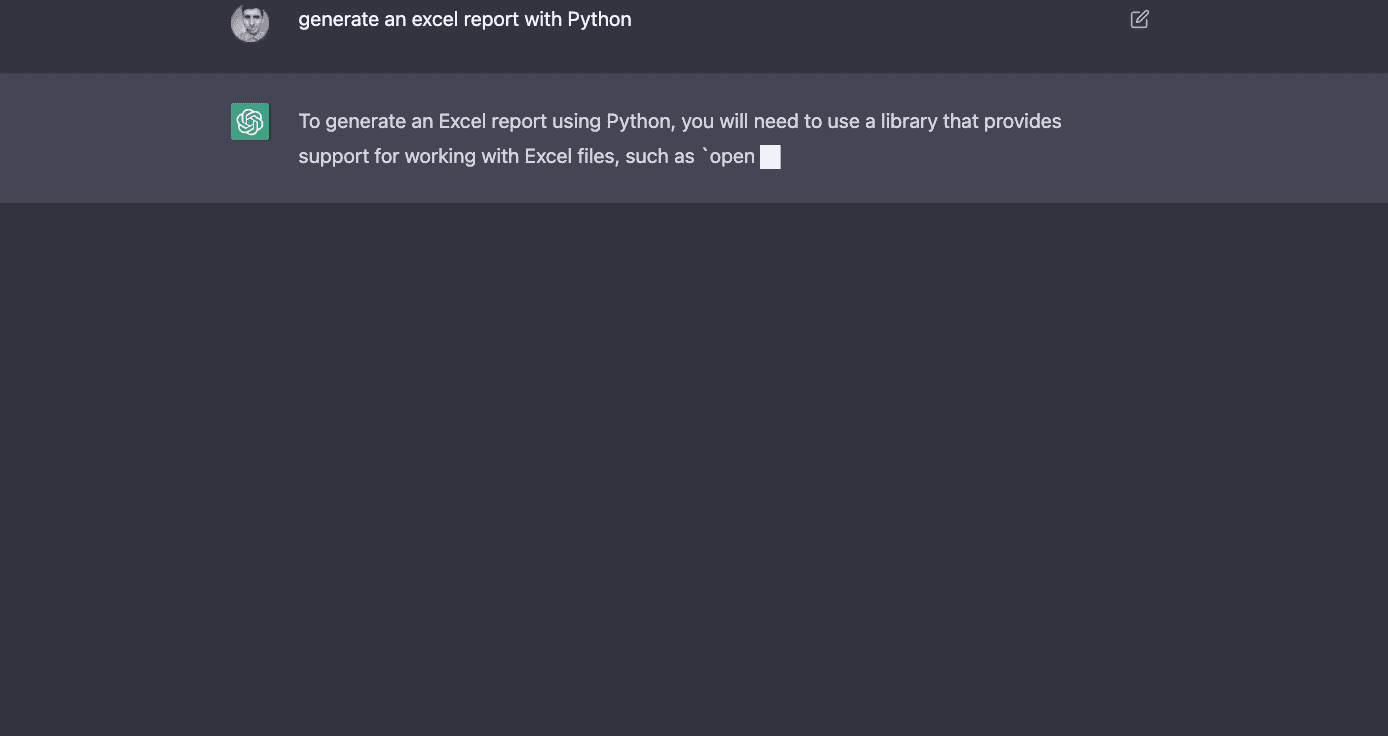 generate an excel report with Python
To generate an Excel report using Python, you will need to use a library that provides
support for working with Excel files, such as `open